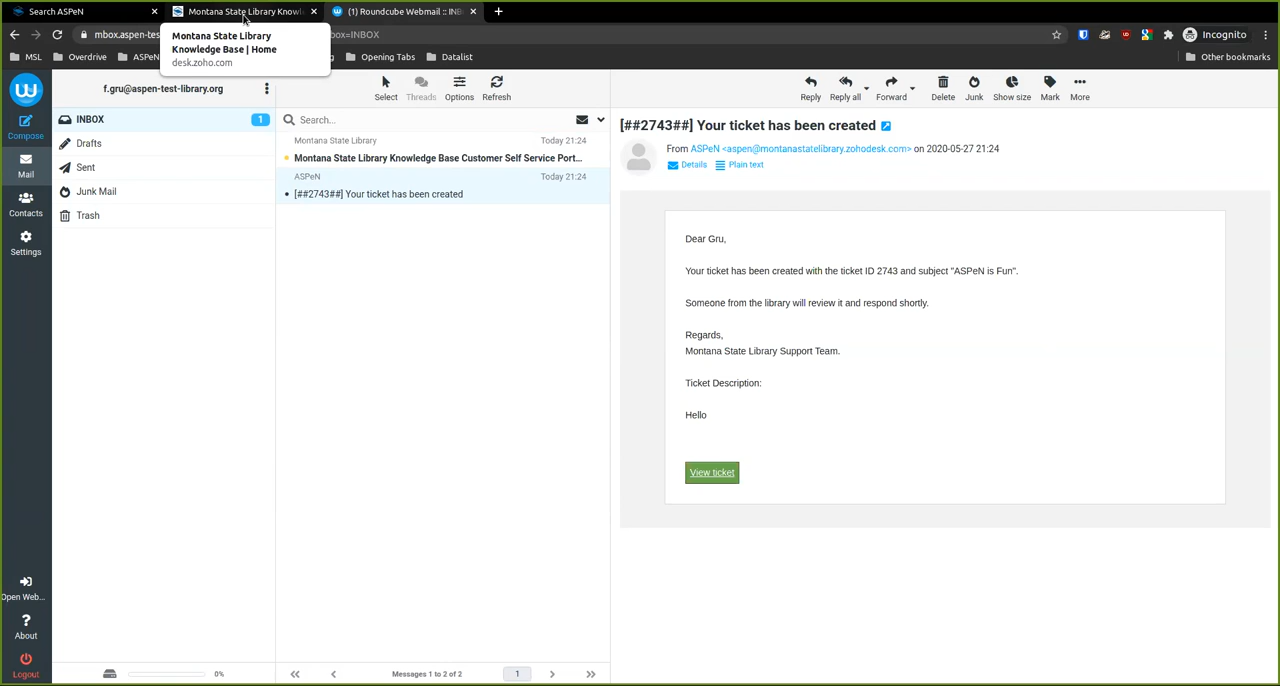 Search ASPeN
Montana State Library Knowl
(1) Roundcube Webmail :: INB
Incognito
mbox.aspen-tes
box=INBOX
Montana State Library
Knowledge Base | Home
desk.zoho.com
MSL
Overdrive
ASPeN
g
Opening Tabs
Datalist
Other bookmarks
f.gru@aspen-test-library.org
Select
Threads
Options
Refresh
Reply
Reply all
Forward
Delete
Junk
Show size
Mark
More
Compose
Mail
Contacts
Settings
Open Web...
About
Logout
INBOX
1
Drafts
Sent
Junk Mail
Trash
0%
Search...
Montana State Library
Today 21:24
Montana State Library Knowledge Base Customer Self Service Port...
ASPeN
Today 21:24
[##2743##] Your ticket has been created
Messages 1 to 2 of 2
1
[##2743##] Your ticket has been created
From ASPeN <aspen@montanastatelibrary.zohodesk.com> on 2020-05-27 21:24
Details
Plain text
Dear Gru,
Your ticket has been created with the ticket ID 2743 and subject "ASPeN is Fun".
Someone from the library will review it and respond shortly.
Regards,
Montana State Library Support Team.
Ticket Description:
Hello
View ticket